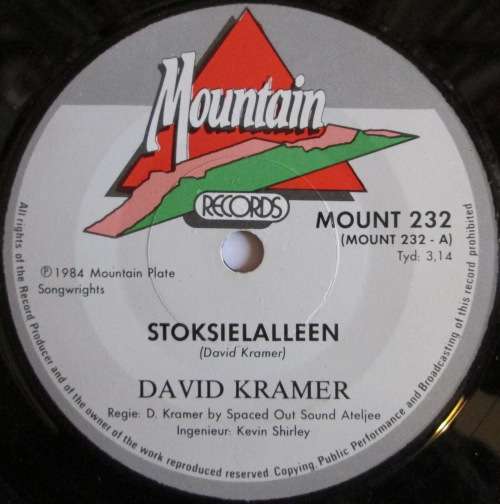 Mountain
RECORDS
MOUNT 232
(MOUNT 232 - A)
Tyd: 3,14
℗1984 Mountain Plate
Songwrights
STOKSIELALLEEN
(David Kramer)
DAVID KRAMER
Regie: D. Kramer by Spaced Out Sound Ateljee
Ingenieur: Kevin Shirley
All rights of the Record Producer and of the owner of the work reproduced reserved. Copying, Public Performance and Broadcasting of this record prohibited